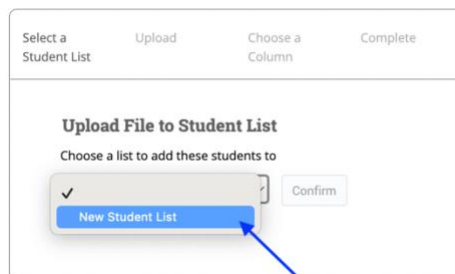 Select a Student List
Upload
Choose a Column
Complete
Upload File to Student List
Choose a list to add these students to
✓
New Student List
Confirm